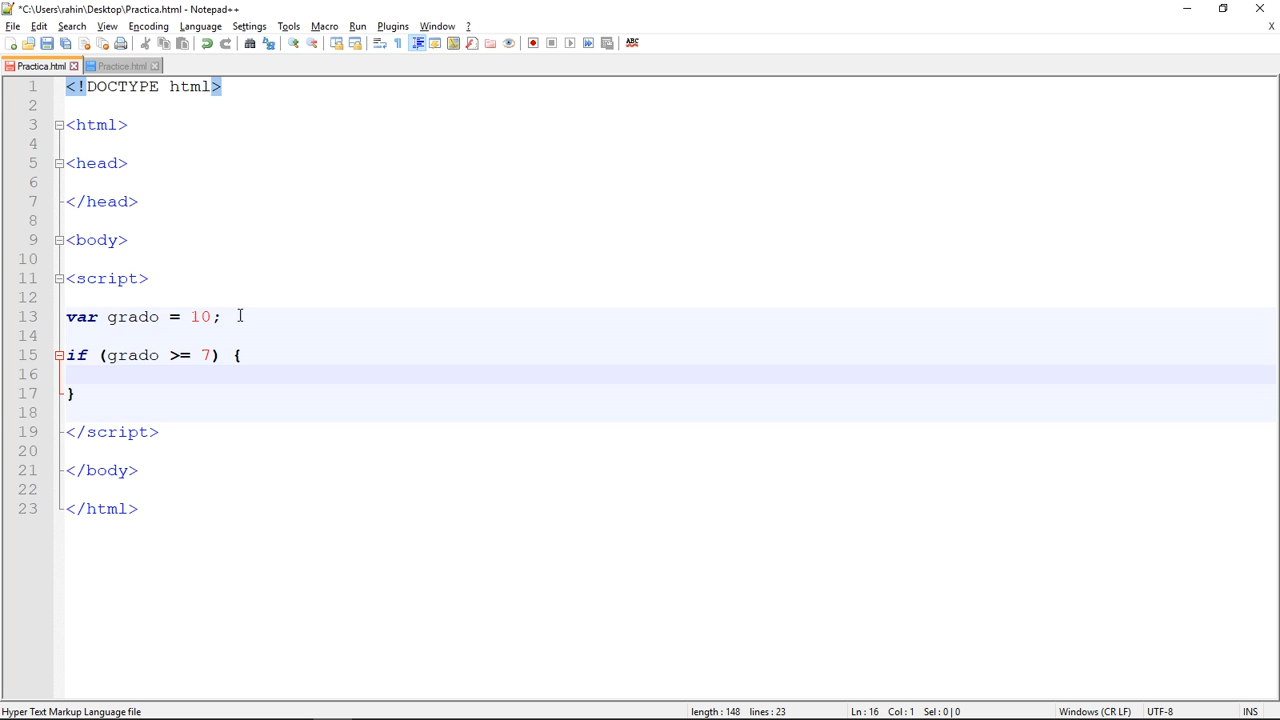 *C:\Users\rahin\Desktop\Practica.html - Notepad++
File Edit Search View Encoding Language Settings Tools Macro Run Plugins Window ? X
ABC
Practica.html Practice.html
1 <!DOCTYPE html>
2
3 <html>
4
5 <head>
6
7 </head>
8
9 <body>
10
11 <script>
12
13 var grado = 10;
14
15 if (grado >= 7) {
16
17 }
18
19 </script>
20
21 </body>
22
23 </html>
Hyper Text Markup Language file length : 148 lines : 23 Ln : 16 Col : 1 Sel : 0 | 0 Windows (CR LF) UTF-8 INS